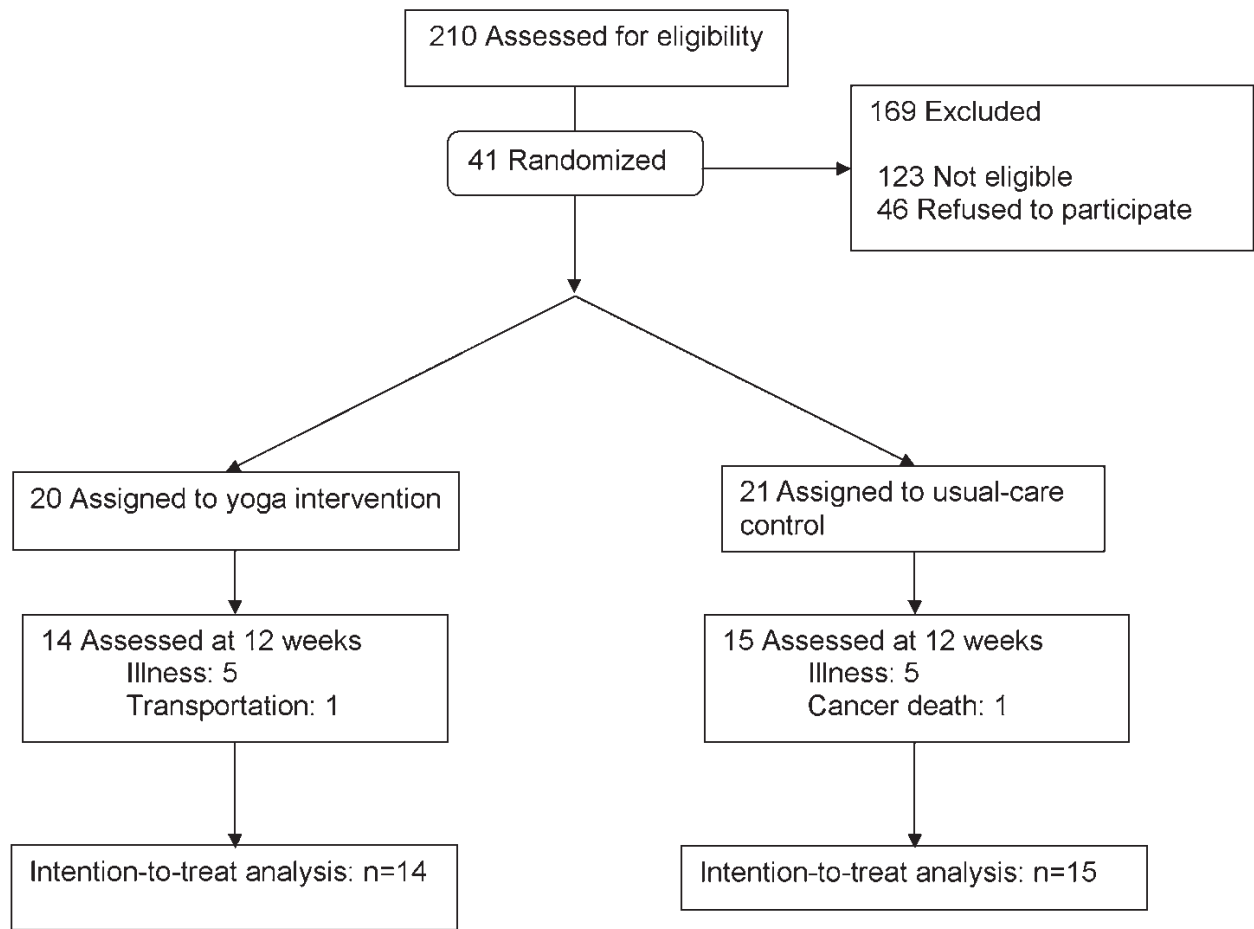 210 Assessed for eligibility
169 Excluded
41 Randomized
123 Not eligible
46 Refused to participate
20 Assigned to yoga intervention
21 Assigned to usual-care
control
14 Assessed at 12 weeks
Illness: 5
Transportation: 1
15 Assessed at 12 weeks
Illness: 5
Cancer death: 1
Intention-to-treat analysis: n=14
Intention-to-treat analysis: n=15